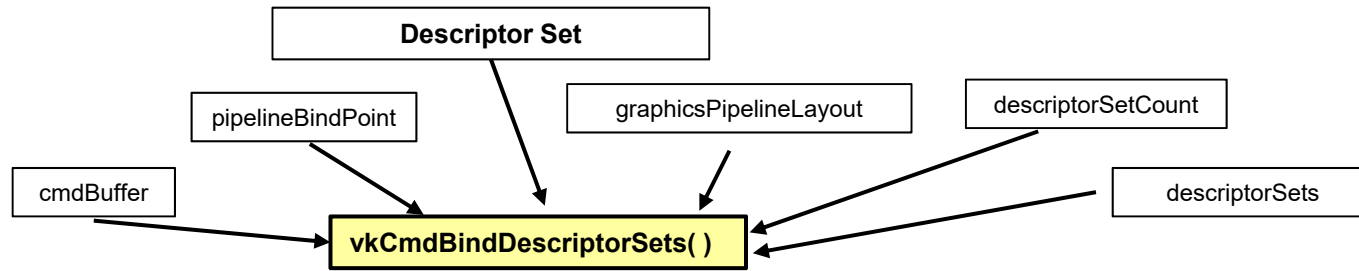 Descriptor Set
pipelineBindPoint
graphicsPipelineLayout
descriptorSetCount
cmdBuffer
descriptorSets
vkCmdBindDescriptorSets( )